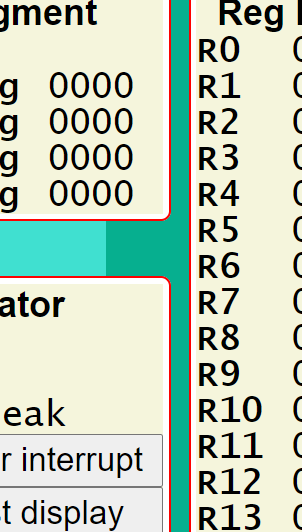 gment
g 0000
g 0000
g 0000
g 0000
ator
eak
r interrupt
t display
Reg
R0 0
R1 0
R2 0
R3 0
R4 0
R5 0
R6 0
R7 0
R8 0
R9 0
R10 0
R11 0
R12 0
R13 0